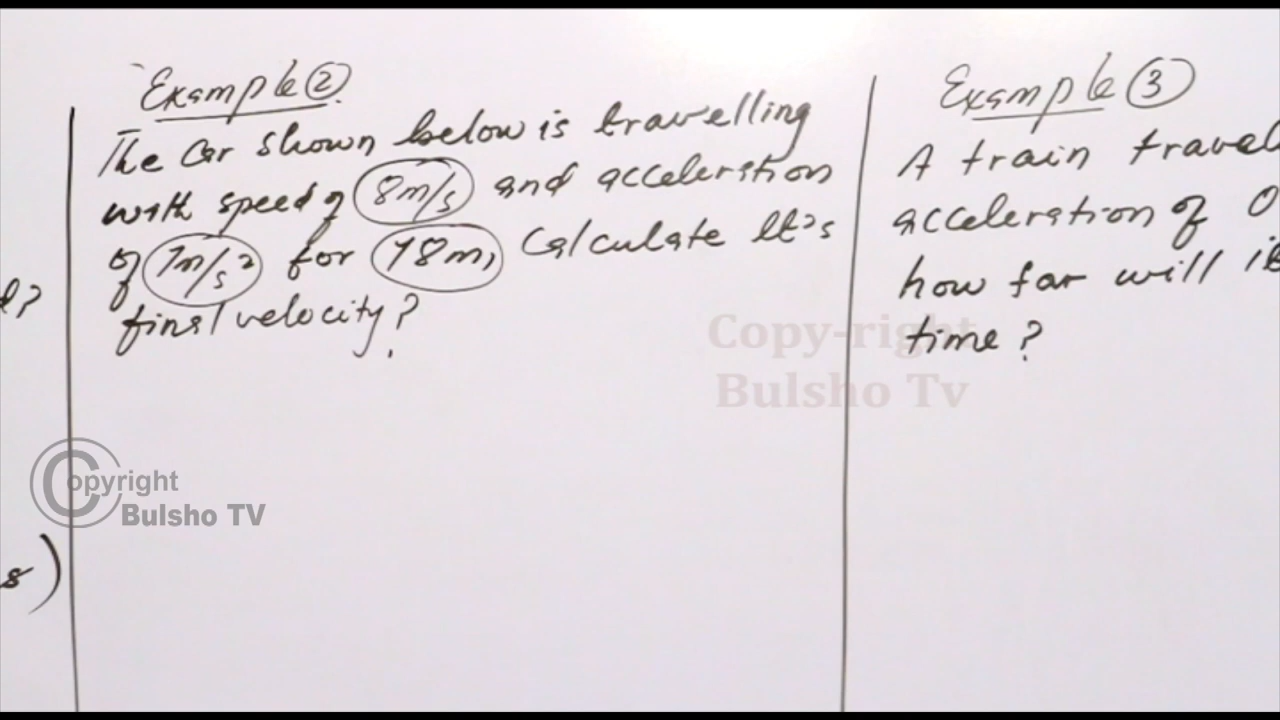 Example ②
The car shown below is travelling
with speed of 8m/s and acceleration
of 7m/s² for 78m, calculate It's
final velocity?
d?
s)
Example ③
A train travel
acceleration of 0
how far will it
time?
Copy-right
Bulsho Tv
Copyright
Bulsho TV